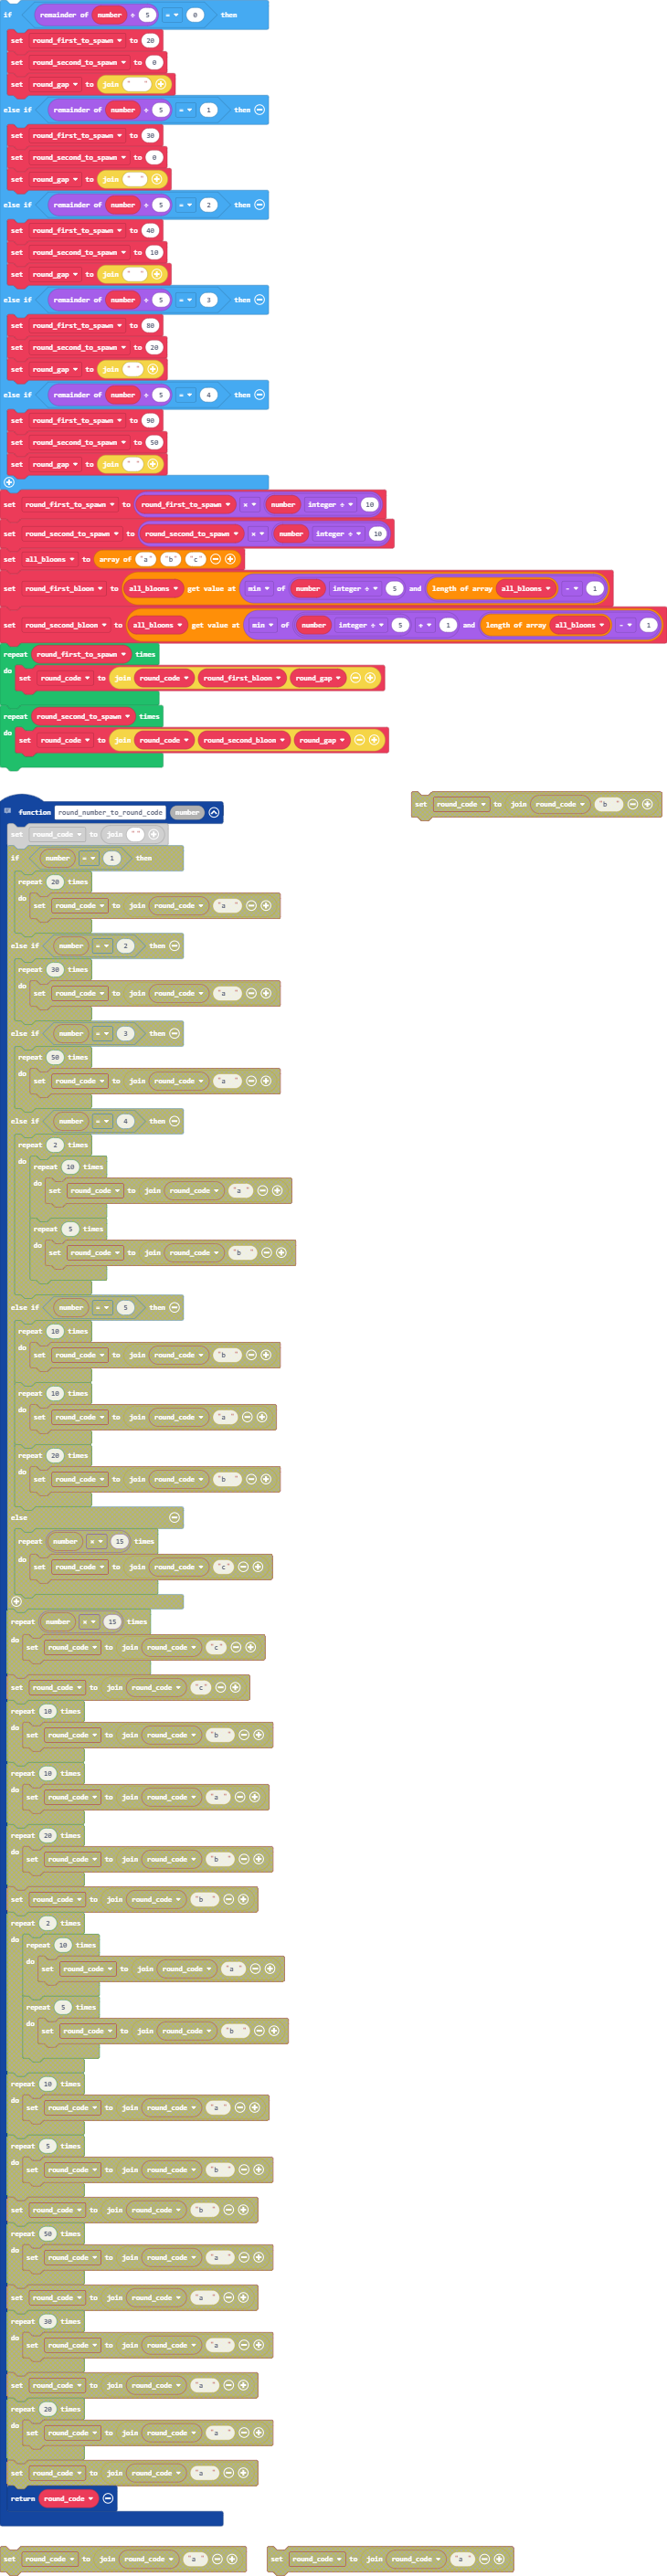 if remainder of number ÷ 5 = 0 then
set round_first_to_spawn to 20
set round_second_to_spawn to 0
set round_gap to join "    "
else if remainder of number ÷ 5 = 1 then
set round_first_to_spawn to 30
set round_second_to_spawn to 0
set round_gap to join "   "
else if remainder of number ÷ 5 = 2 then
set round_first_to_spawn to 40
set round_second_to_spawn to 10
set round_gap to join "   "
else if remainder of number ÷ 5 = 3 then
set round_first_to_spawn to 80
set round_second_to_spawn to 20
set round_gap to join "  "
else if remainder of number ÷ 5 = 4 then
set round_first_to_spawn to 90
set round_second_to_spawn to 50
set round_gap to join "  "
set round_first_to_spawn to round_first_to_spawn × number integer ÷ 10
set round_second_to_spawn to round_second_to_spawn × number integer ÷ 10
set all_blooms to array of "a" "b" "c"
set round_first_bloon to all_blooms get value at min of number integer ÷ 5 and length of array all_blooms - 1
set round_second_bloon to all_blooms get value at min of number integer ÷ 5 + 1 and length of array all_blooms - 1
repeat round_first_to_spawn times
do set round_code to join round_code round_first_bloon round_gap
repeat round_second_to_spawn times
do set round_code to join round_code round_second_bloon round_gap
set round_code to join round_code "b   "
function round_number_to_round_code number
set round_code to join ""
if number = 1 then
repeat 20 times
do set round_code to join round_code "a   "
else if number = 2 then
repeat 30 times
do set round_code to join round_code "a   "
else if number = 3 then
repeat 50 times
do set round_code to join round_code "a   "
else if number = 4 then
repeat 2 times
do repeat 10 times
do set round_code to join round_code "a  "
repeat 5 times
do set round_code to join round_code "b   "
else if number = 5 then
repeat 10 times
do set round_code to join round_code "b   "
repeat 10 times
do set round_code to join round_code "a  "
repeat 20 times
do set round_code to join round_code "b   "
else
repeat number × 15 times
do set round_code to join round_code "c"
repeat number × 15 times
do set round_code to join round_code "c"
set round_code to join round_code "c"
repeat 10 times
do set round_code to join round_code "b   "
repeat 10 times
do set round_code to join round_code "a  "
repeat 20 times
do set round_code to join round_code "b   "
set round_code to join round_code "b   "
repeat 2 times
do repeat 10 times
do set round_code to join round_code "a  "
repeat 5 times
do set round_code to join round_code "b   "
repeat 10 times
do set round_code to join round_code "a  "
repeat 5 times
do set round_code to join round_code "b   "
set round_code to join round_code "b   "
repeat 50 times
do set round_code to join round_code "a   "
set round_code to join round_code "a   "
repeat 30 times
do set round_code to join round_code "a   "
set round_code to join round_code "a   "
repeat 20 times
do set round_code to join round_code "a   "
set round_code to join round_code "a   "
return round_code
set round_code to join round_code "a  "
set round_code to join round_code "a  "